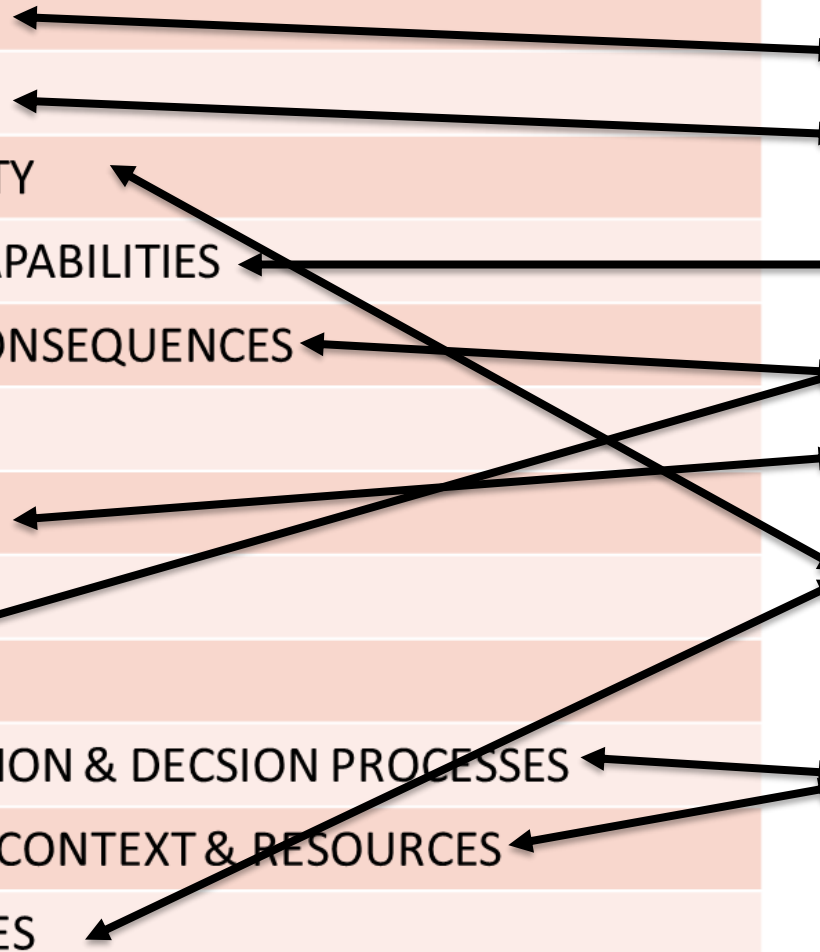 TY
APABILITIES
ONSEQUENCES
ION & DECSION PROCESSES
CONTEXT & RESOURCES
ES